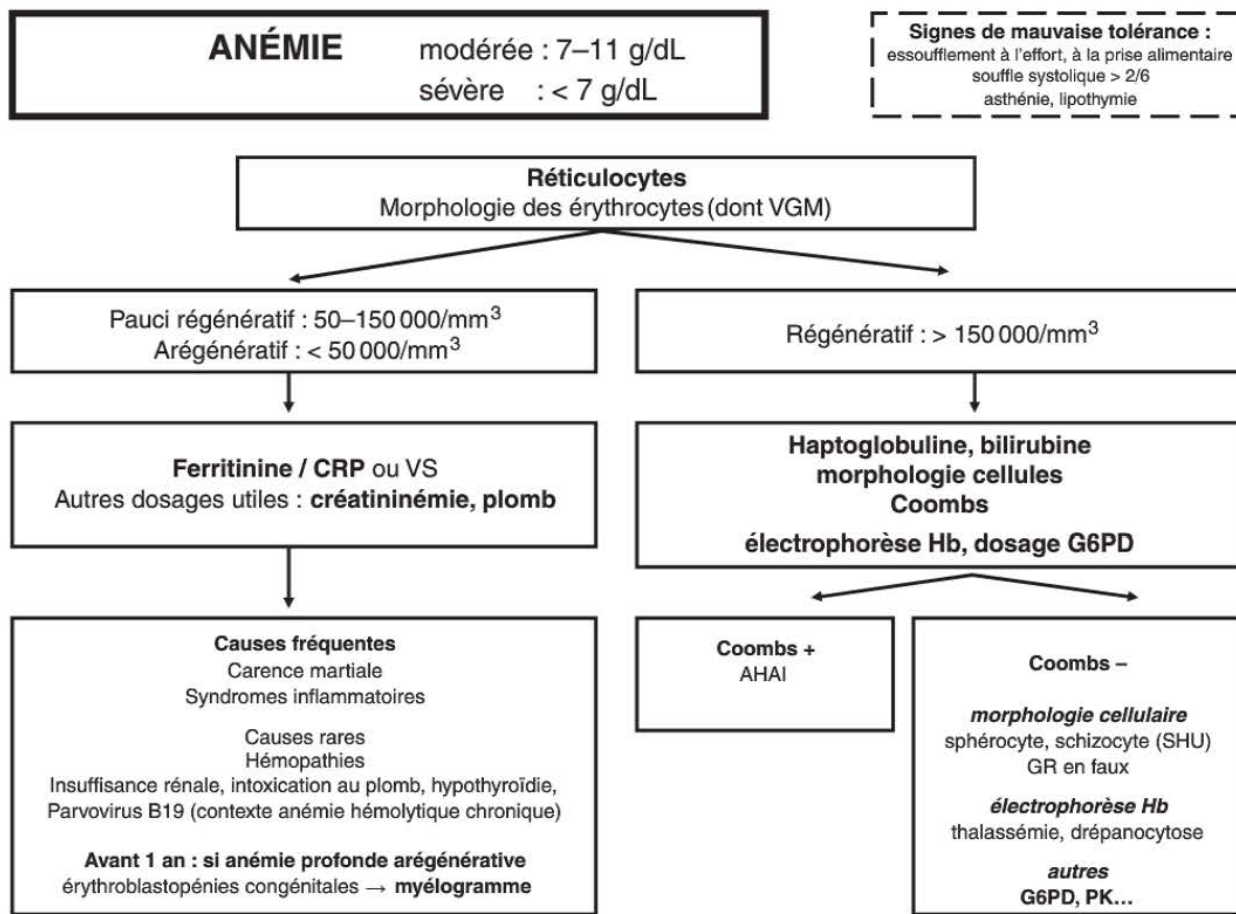 ANÉMIE modérée : 7–11 g/dL
sévère : < 7 g/dL
Signes de mauvaise tolérance :
essoufflement à l'effort, à la prise alimentaire
souffle systolique > 2/6
asthénie, lipothymie
Réticulocytes
Morphologie des érythrocytes (dont VGM)
Pauci régénératif : 50–150 000/mm³
Arégénératif : < 50 000/mm³
Régénératif : > 150 000/mm³
Ferritinine / CRP ou VS
Autres dosages utiles : créatininémie, plomb
Haptoglobuline, bilirubine
morphologie cellules
Coombs
électrophorèse Hb, dosage G6PD
Causes fréquentes
Carence martiale
Syndromes inflammatoires
Causes rares
Hémopathies
Insuffisance rénale, intoxication au plomb, hypothyroïdie,
Parvovirus B19 (contexte anémie hémolytique chronique)
Avant 1 an : si anémie profonde arégénérative
érythroblastopénies congénitales → myélogramme
Coombs +
AHAI
Coombs –
morphologie cellulaire
sphérocyte, schizocyte (SHU)
GR en faux
électrophorèse Hb
thalassémie, drépanocytose
autres
G6PD, PK...